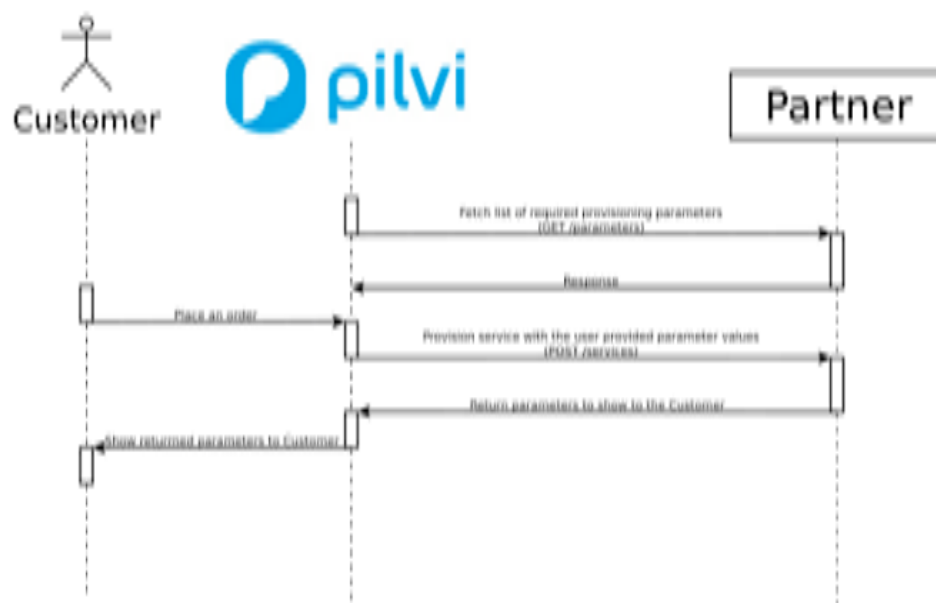 Customer
pilvi
Partner
Fetch list of required provisioning parameters
(GET /parameters)
Response
Place an order
Provision service with the user provided parameter values
(POST /services)
Return parameters to show to the Customer
Show returned parameters to Customer